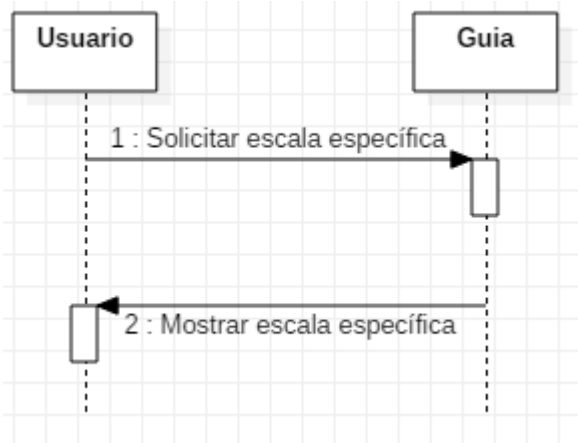 Usuario
Guia
1 : Solicitar escala específica
2 : Mostrar escala específica